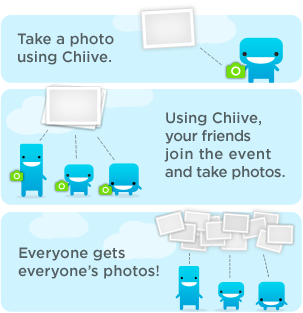 Take a photo
using Chiive.
Using Chiive,
your friends
join the event
and take photos.
Everyone gets
everyone's photos!